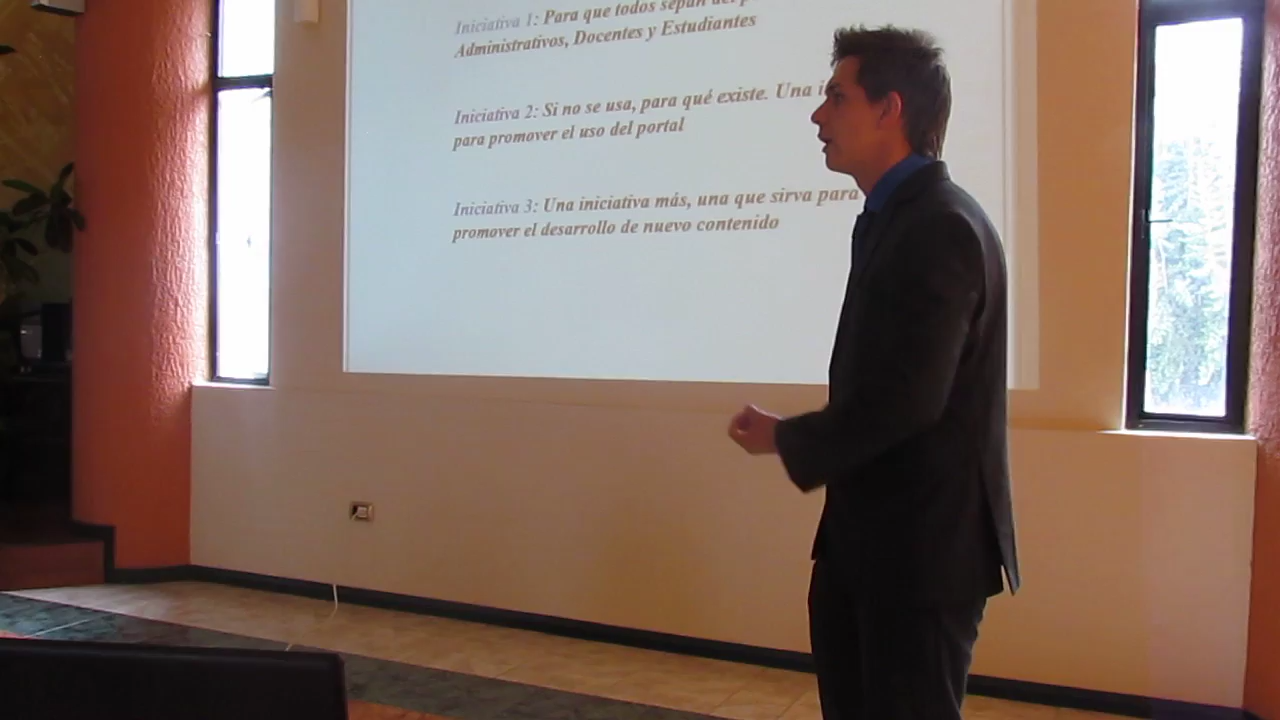 Iniciativa 1: Para que todos sepan del
Administrativos, Docentes y Estudiantes
Iniciativa 2: Si no se usa, para qué existe. Una
para promover el uso del portal
Iniciativa 3: Una iniciativa más, una que sirva para
promover el desarrollo de nuevo contenido